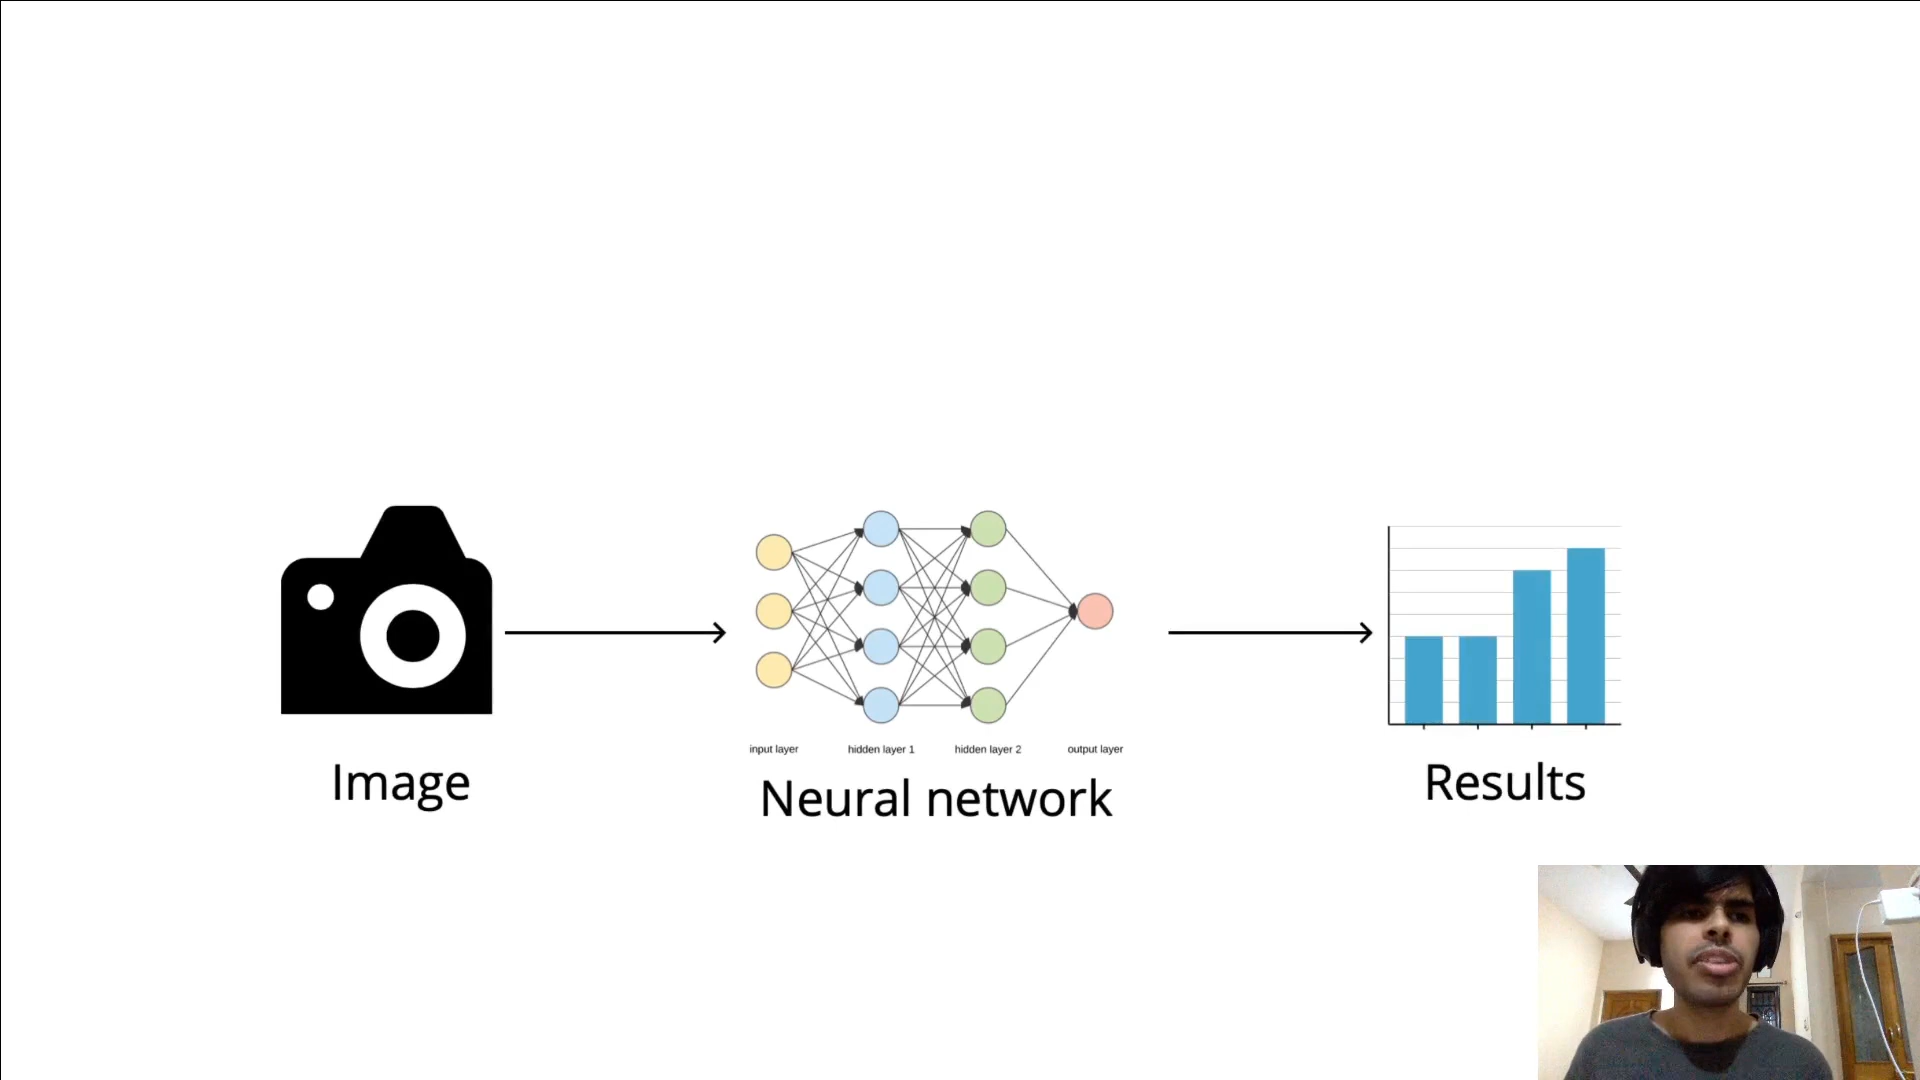 input layer
hidden layer 1
hidden layer 2
output layer
Image
Neural network
Results